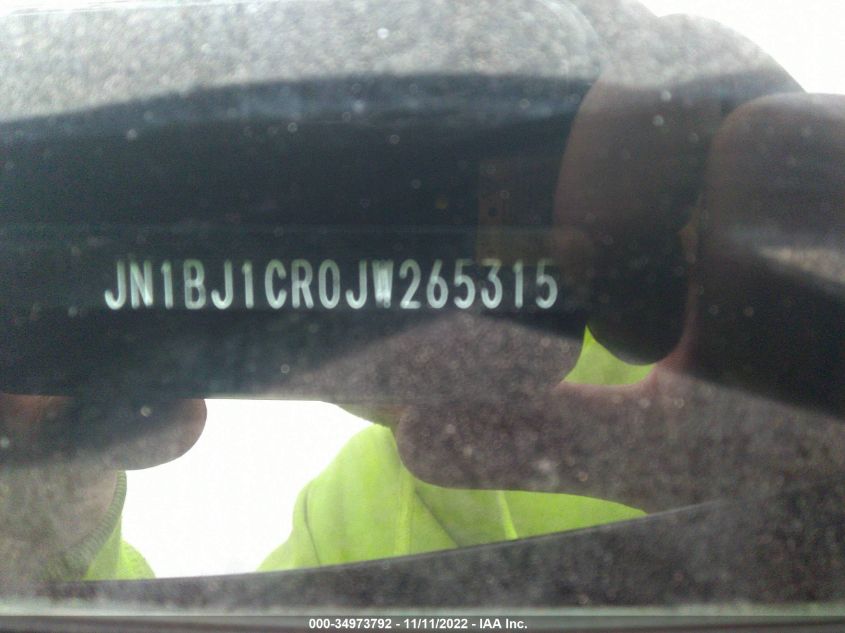 JN1BJ1CR0JW265315
000-34973792 - 11/11/2022 - IAA Inc.